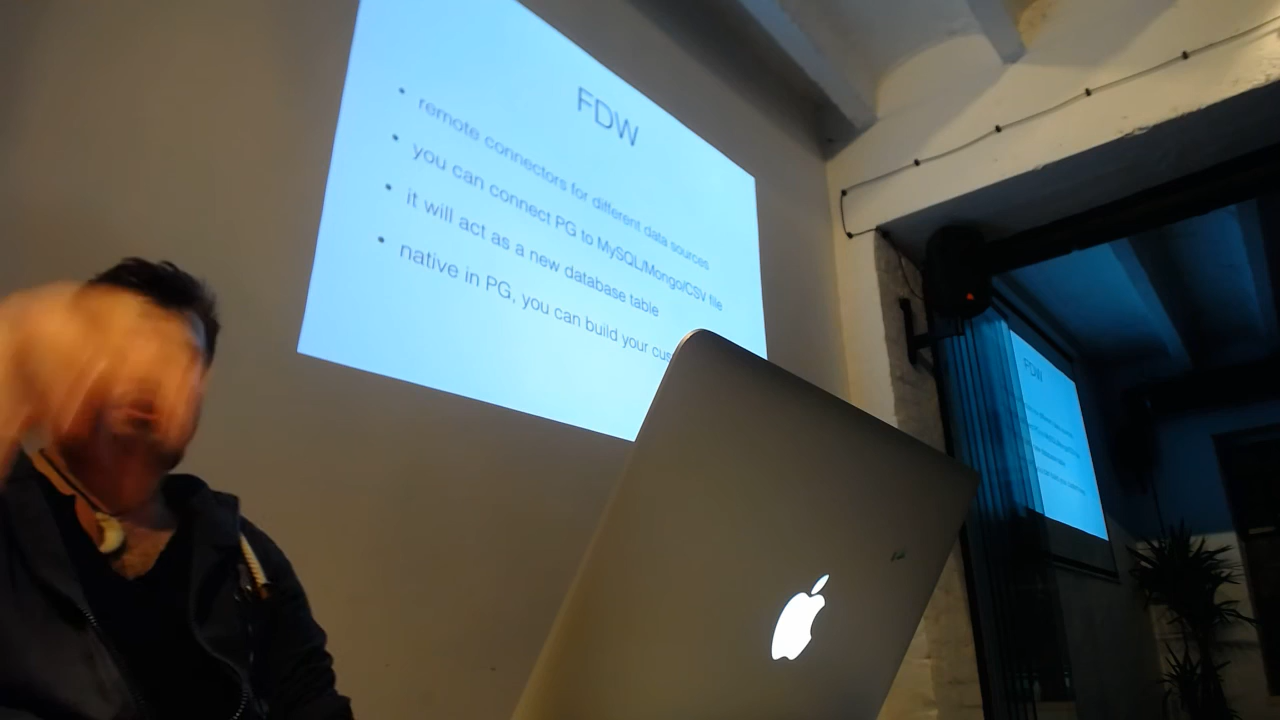 FDW
• remote connectors for different data sources
• you can connect PG to MySQL/Mongo/CSV file
• it will act as a new database table
• native in PG, you can build your
FDW